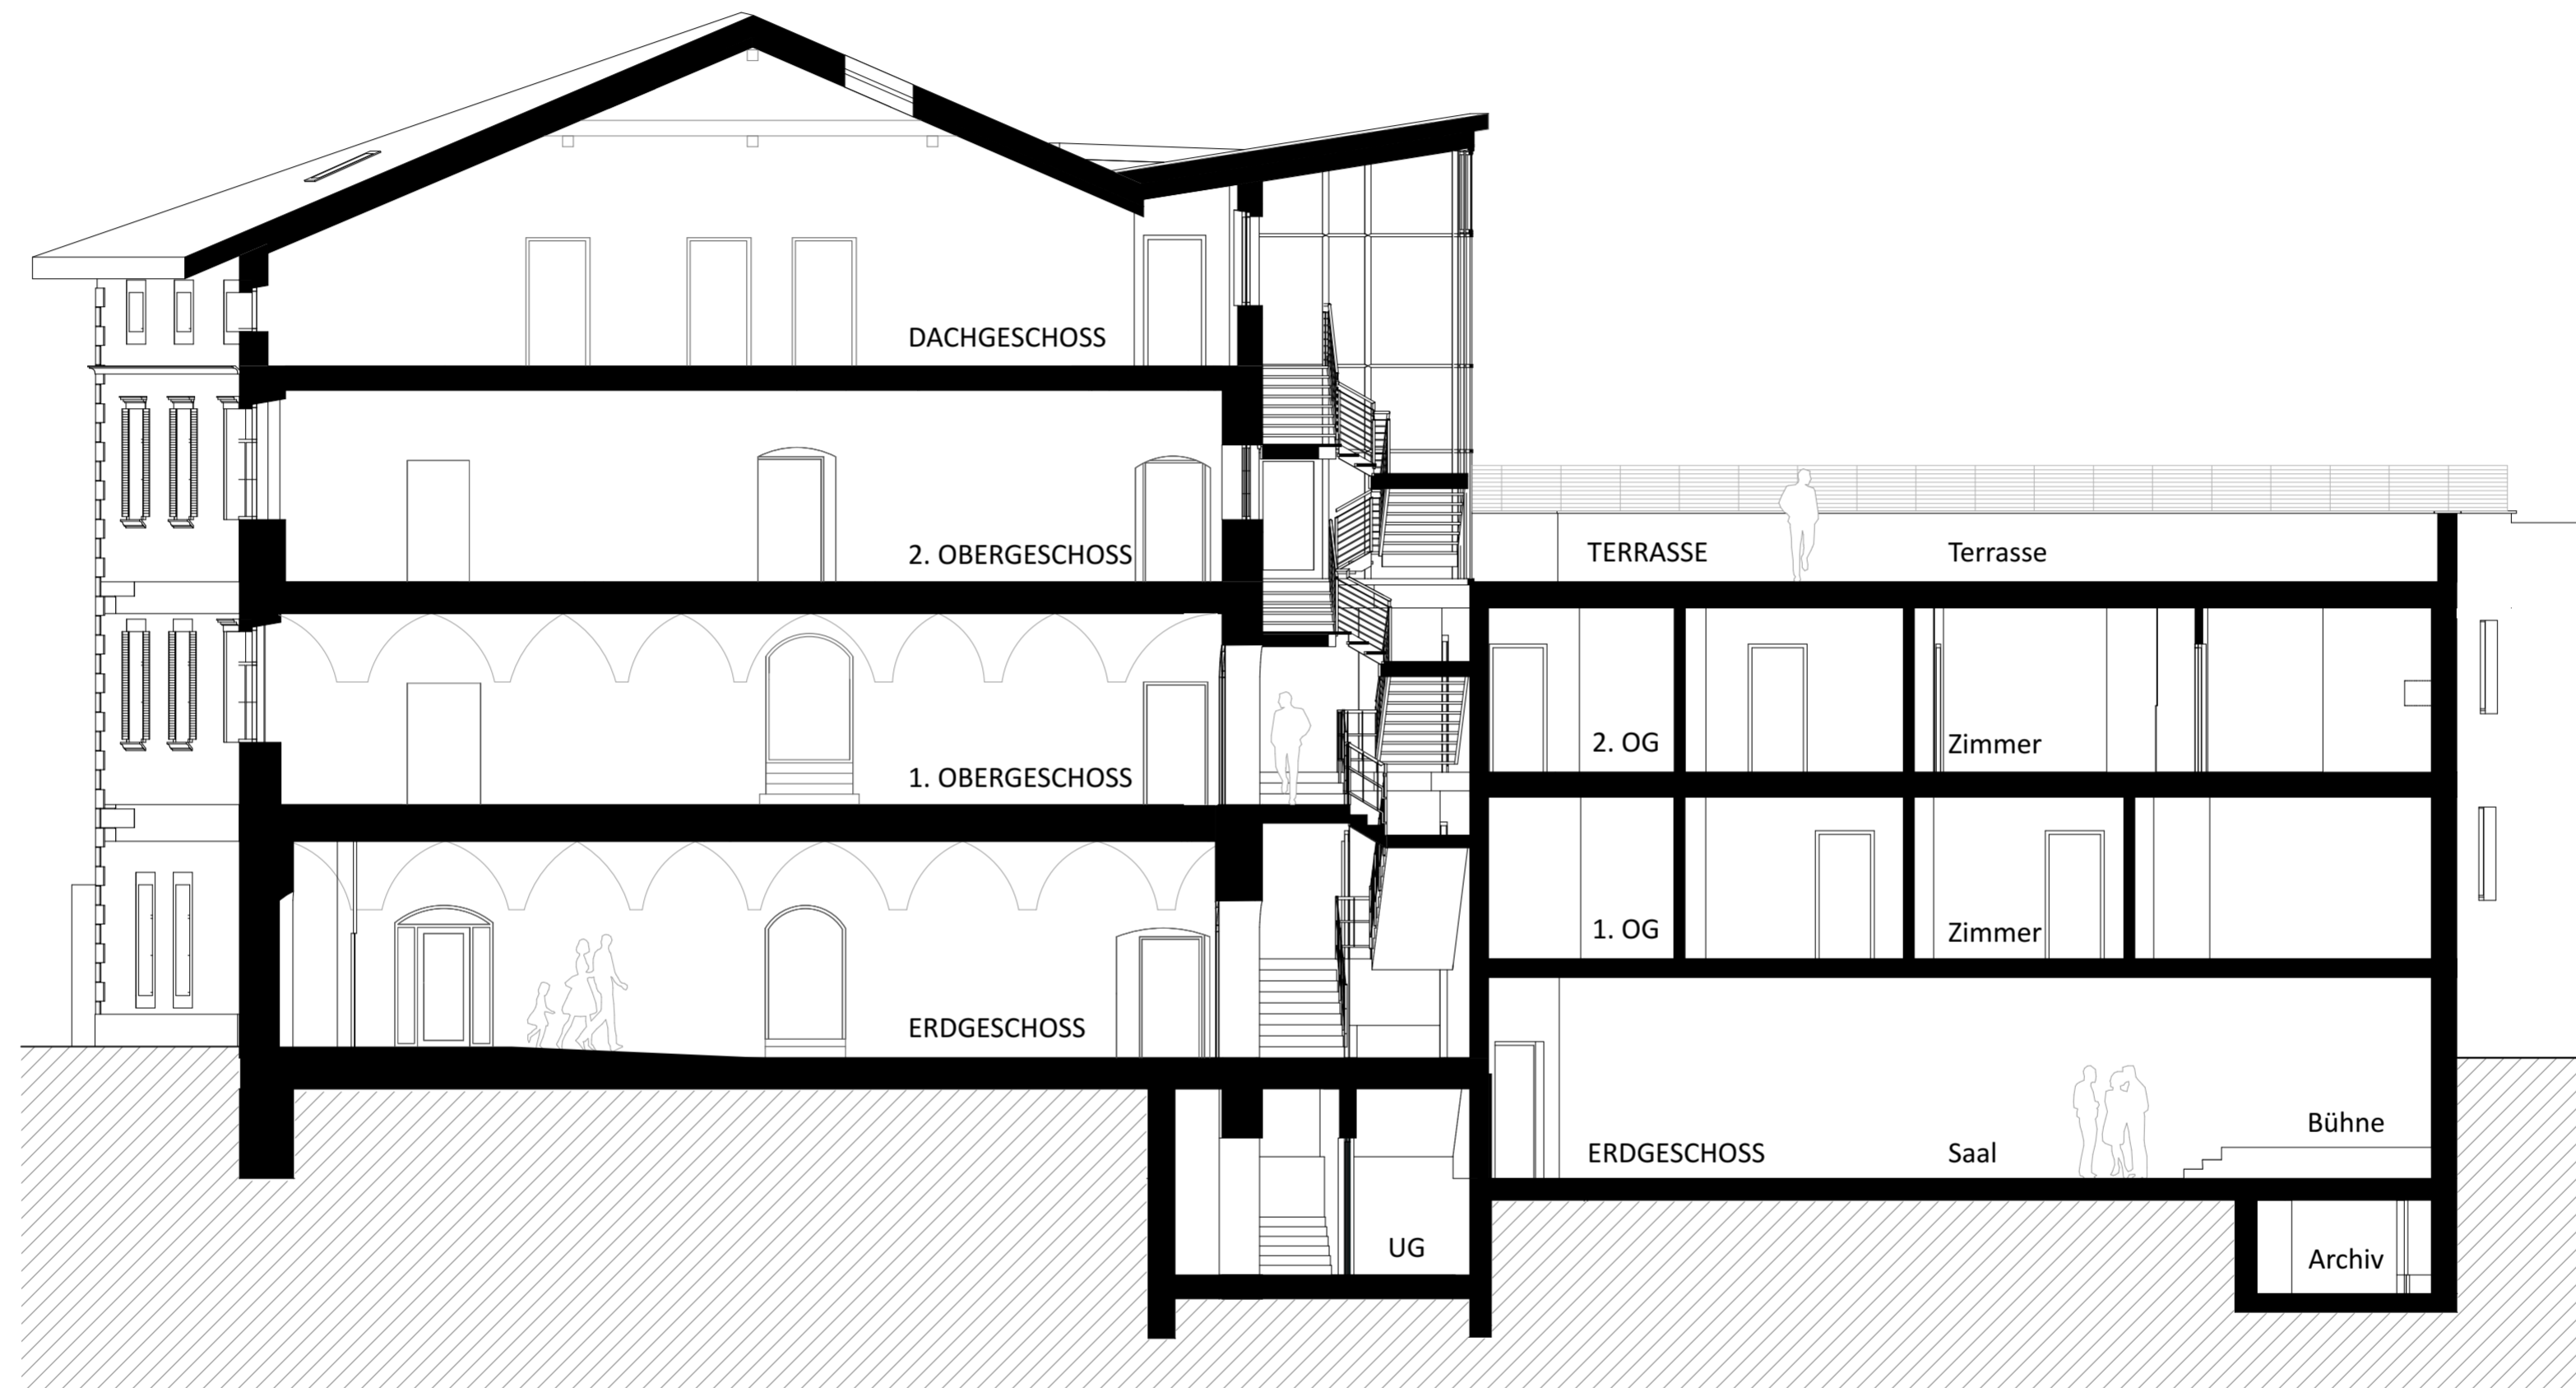 DACHGESCHOSS
2. OBERGESCHOSS
TERRASSE Terrasse
1. OBERGESCHOSS
2. OG Zimmer
1. OG Zimmer
ERDGESCHOSS
Bühne
ERDGESCHOSS Saal
UG
Archiv